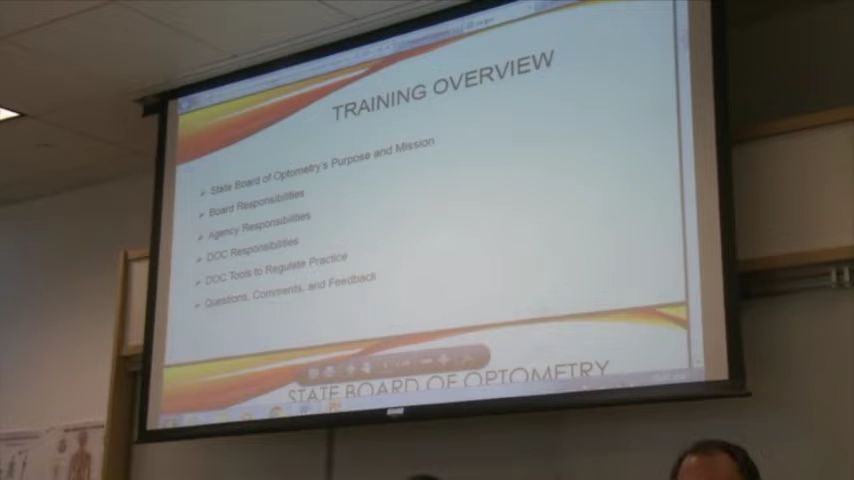 TRAINING OVERVIEW
State Board of Optometry's Purpose and Mission
Board Responsibilities
Agency Responsibilities
DOC Responsibilities
DOC Tools to Regulate Practice
Questions, Comments, and Feedback
STATE BOARD OF OPTOMETRY